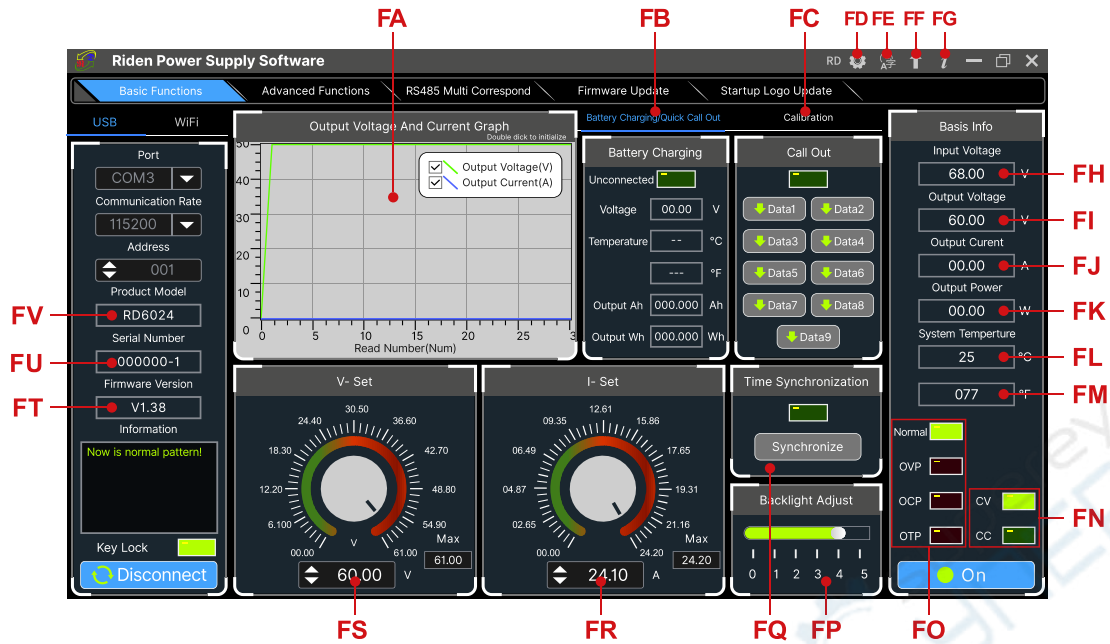 FA
FB
FC
FD
FE
FF
FG
Riden Power Supply Software
RD
Basic Functions
Advanced Functions
RS485 Multi Correspond
Firmware Update
Startup Logo Update
USB
WiFi
Port
COM3
Communication Rate
115200
Address
001
Product Model
RD6024
Serial Number
000000-1
Firmware Version
V1.38
Information
Now is normal pattern!
Key Lock
Disconnect
FV
FU
FT
Output Voltage And Current Graph
Double dick to initialize
Output Voltage(V)
Output Current(A)
50
40
30
20
10
0
0 5 10 15 20 25 3
Read Number(Num)
Battery Charging/Quick Call Out
Calibration
Battery Charging
Unconnected
Voltage 00.00 V
Temperature -- °C
--- °F
Output Ah 000.000 Ah
Output Wh 000.000 Wh
Call Out
Data1 Data2
Data3 Data4
Data5 Data6
Data7 Data8
Data9
V- Set
30.50
24.40 36.60
18.30 42.70
12.20 48.80
6.100 54.90
00.00 V 61.00
Max
61.00
60.00 V
I- Set
12.61
09.35 15.86
06.49 17.65
04.87 19.31
02.65 21.16
00.00 24.20
Max
24.20
24.10 A
Time Synchronization
Synchronize
Backlight Adjust
0 1 2 3 4 5
Basis Info
Input Voltage
68.00 V
Output Voltage
60.00 V
Output Curent
00.00 A
Output Power
00.00 W
System Temperture
25 °C
077 °F
Normal
OVP
OCP
OTP
CV
CC
On
FH
FI
FJ
FK
FL
FM
FN
FS
FR
FQ
FP
FO